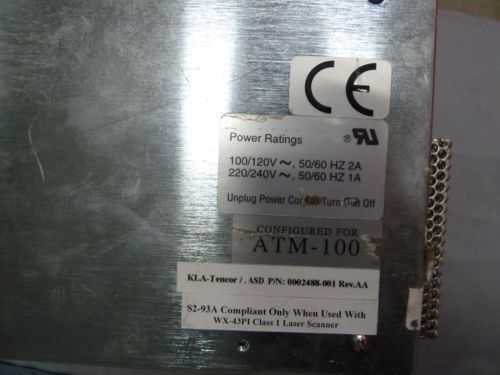 CE
Power Ratings
100/120V ~, 50/60 HZ 2A
220/240V ~, 50/60 HZ 1A
Unplug Power Cord to Turn Unit Off
CONFIGURED FOR
ATM-100
KLA-Tencor /. ASD P/N: 0002488-001 Rev.AA
S2-93A Compliant Only When Used With
WX-43PI Class 1 Laser Scanner